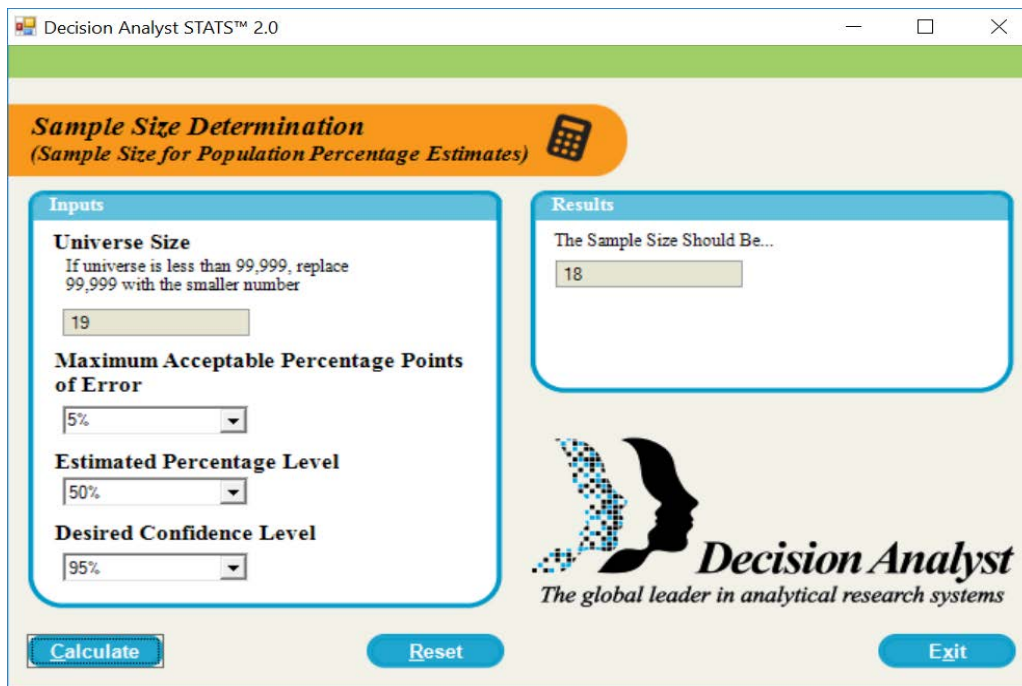 Decision Analyst STATS™ 2.0
Sample Size Determination
(Sample Size for Population Percentage Estimates)
Inputs
Universe Size
If universe is less than 99,999, replace
99,999 with the smaller number
19
Maximum Acceptable Percentage Points
of Error
5%
Estimated Percentage Level
50%
Desired Confidence Level
95%
Results
The Sample Size Should Be...
18
Decision Analyst
The global leader in analytical research systems
Calculate
Reset
Exit